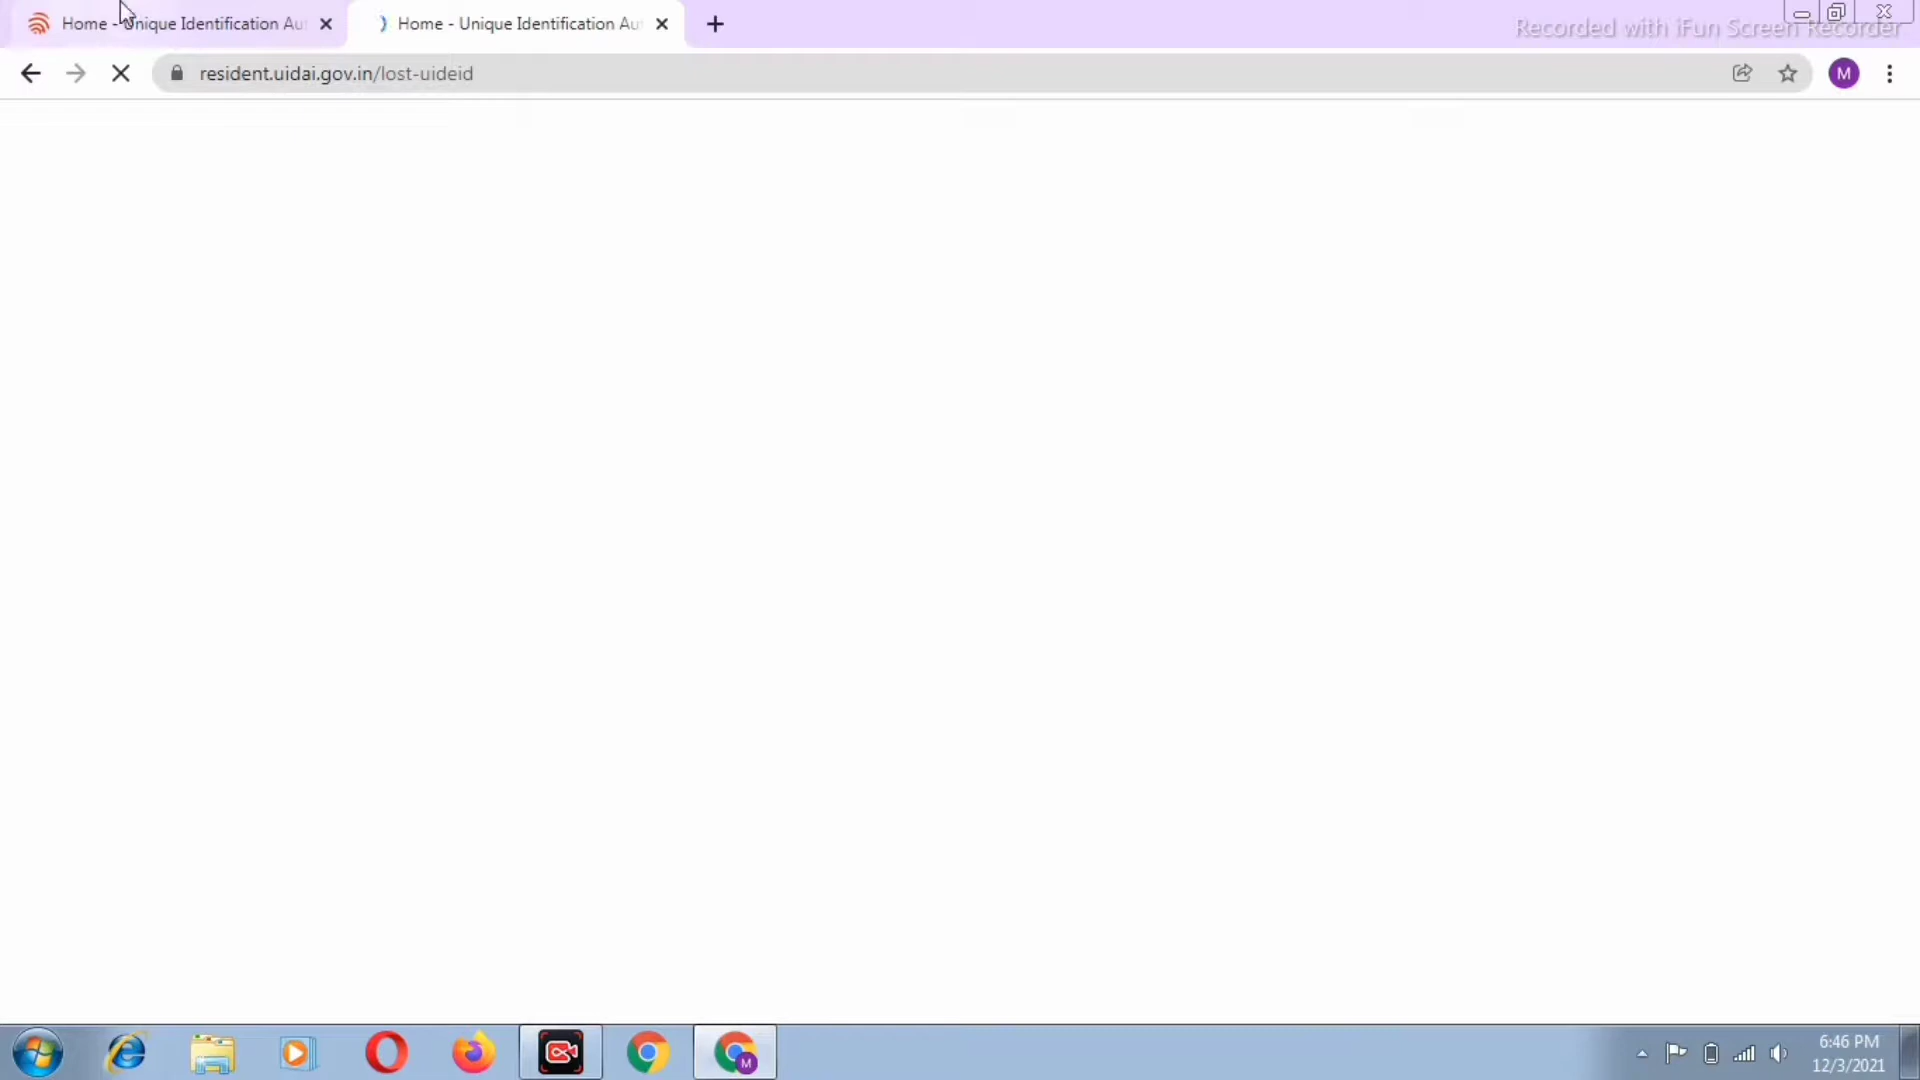 Home - Unique Identification Au
Home - Unique Identification Au
Recorded with iFun Screen Recorder
resident.uidai.gov.in/lost-uideid
M
M
6:46 PM
12/3/2021